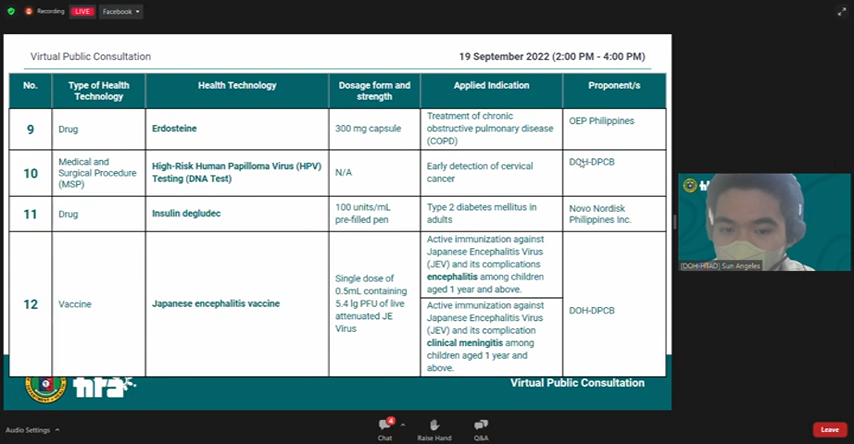 Recording
LIVE
Facebook
Virtual Public Consultation
19 September 2022 (2:00 PM - 4:00 PM)
No.
Type of Health
Technology
Health Technology
Dosage form and
strength
Applied Indication
Proponent/s
9
Drug
Erdosteine
300 mg capsule
Treatment of chronic
obstructive pulmonary disease
(COPD)
OEP Philippines
10
Medical and
Surgical Procedure
(MSP)
High-Risk Human Papilloma Virus (HPV)
Testing (DNA Test)
N/A
Early detection of cervical
cancer
DOH-DPCB
11
Drug
Insulin degludec
100 units/mL
pre-filled pen
Type 2 diabetes mellitus in
adults
Novo Nordisk
Philippines Inc.
12
Vaccine
Japanese encephalitis vaccine
Single dose of
0.5mL containing
5.4 lg PFU of live
attenuated JE
Virus
Active immunization against
Japanese Encephalitis Virus
(JEV) and its complications
encephalitis among children
aged 1 year and above.
Active immunization against
Japanese Encephalitis Virus
(JEV) and its complication
clinical meningitis among
children aged 1 year and
above.
DOH-DPCB
hta
Virtual Public Consultation
[DOH-HTAD] Sun Angeles
Audio Settings
4
Chat
Raise Hand
Q&A
Leave